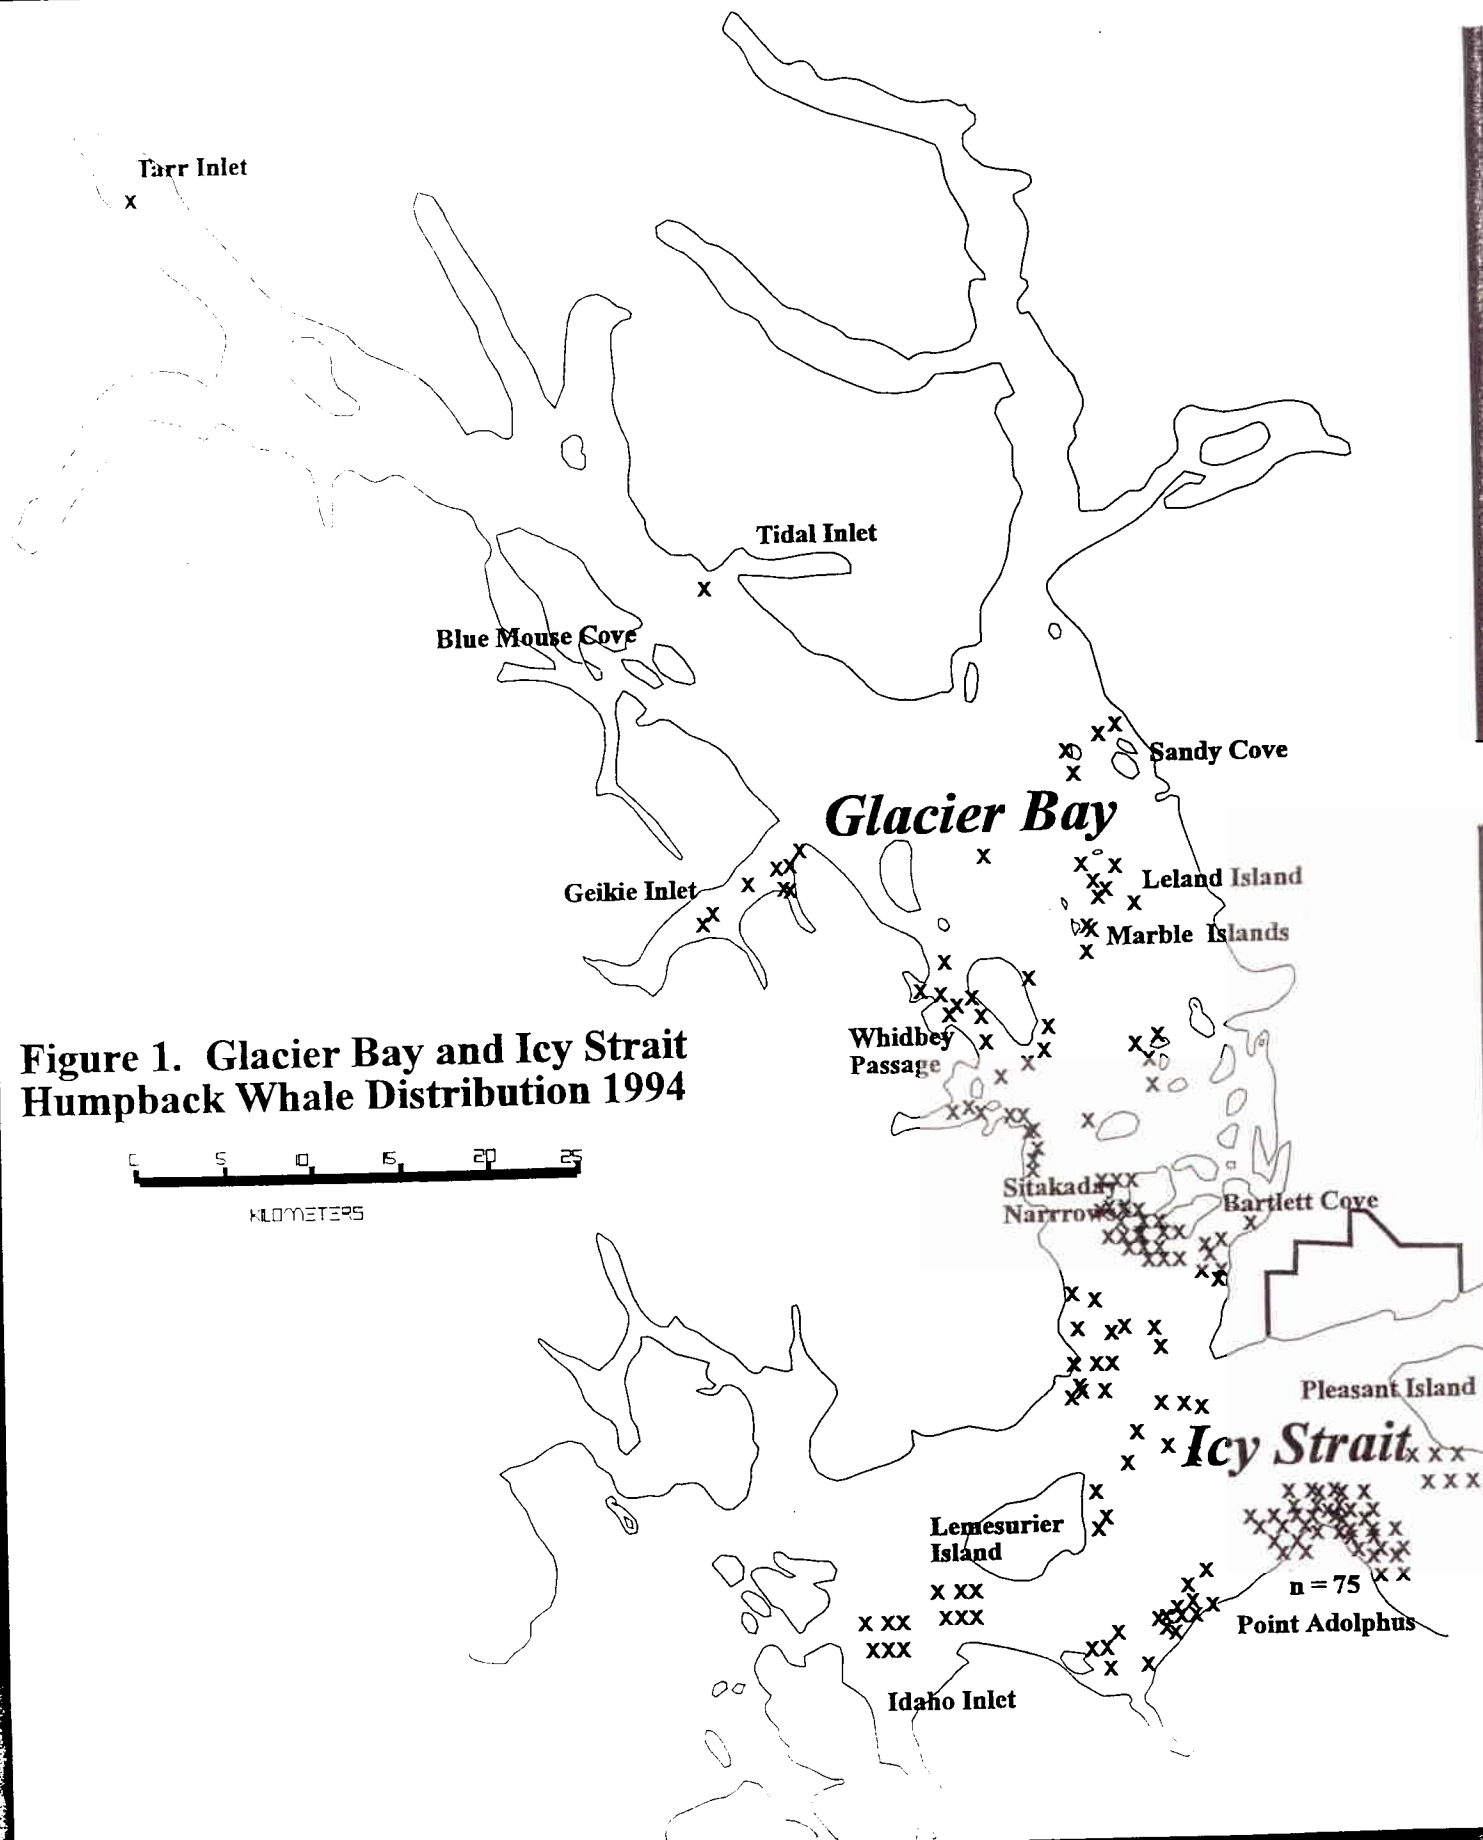 Tarr Inlet
Tidal Inlet
Blue Mouse Cove
Sandy Cove
Glacier Bay
Geikie Inlet
Leland Island
Marble Islands
Whidbey
Passage
Figure 1. Glacier Bay and Icy Strait
Humpback Whale Distribution 1994
5 10 15 20 25
KILOMETERS
Sitakaday
Narrrows
Bartlett Cove
Pleasant Island
Icy Strait
Lemesurier
Island
n = 75
Point Adolphus
Idaho Inlet